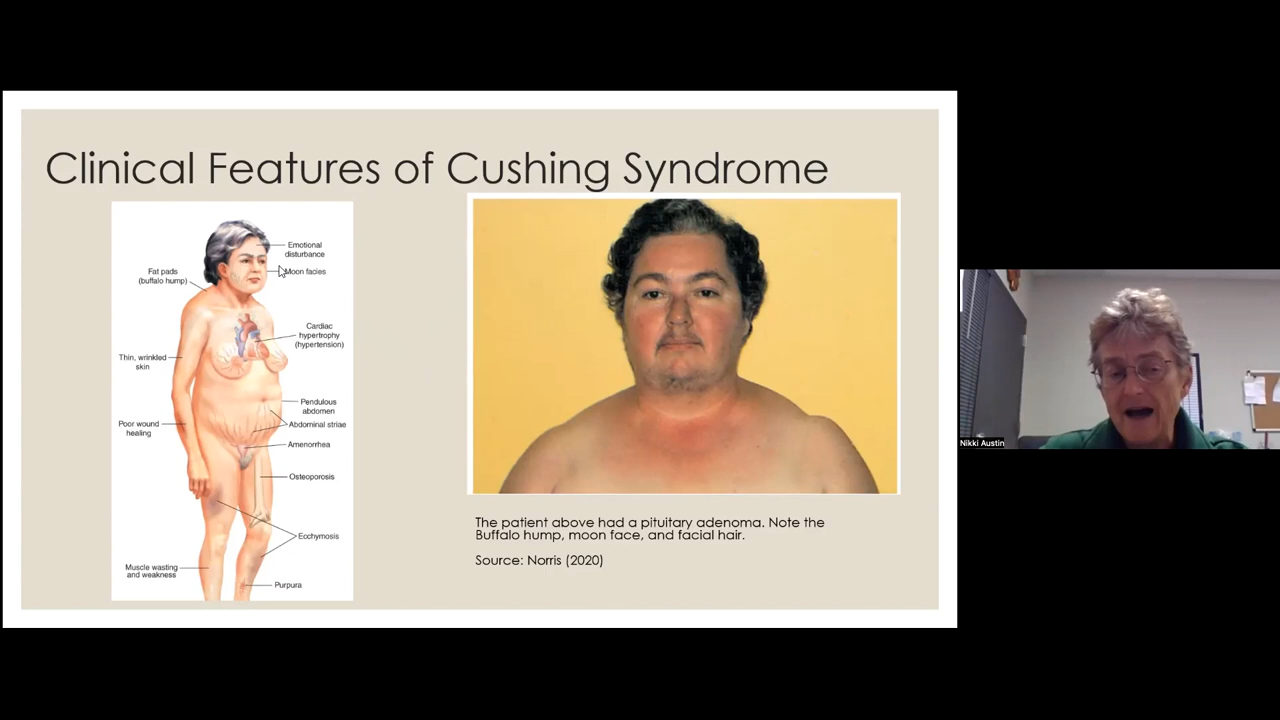 Clinical Features of Cushing Syndrome
Emotional
disturbance
Fat pads
(buffalo hump)
Moon facies
Cardiac
hypertrophy
(hypertension)
Thin, wrinkled
skin
Pendulous
abdomen
Poor wound
healing
Abdominal striae
Amenorrhea
Osteoporosis
Ecchymosis
Muscle wasting
and weakness
Purpura
The patient above had a pituitary adenoma. Note the
Buffalo hump, moon face, and facial hair.
Source: Norris (2020)
Nikki Austin